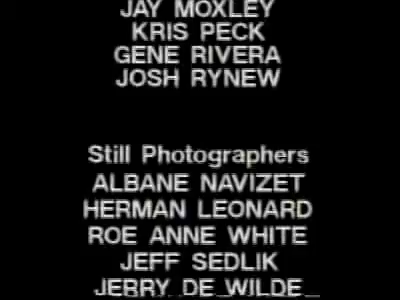 JAY MOXLEY
KRIS PECK
GENE RIVERA
JOSH RYNEW
Still Photographers
ALBANE NAVIZET
HERMAN LEONARD
ROE ANNE WHITE
JEFF SEDLIK
JERRY DE WILDE